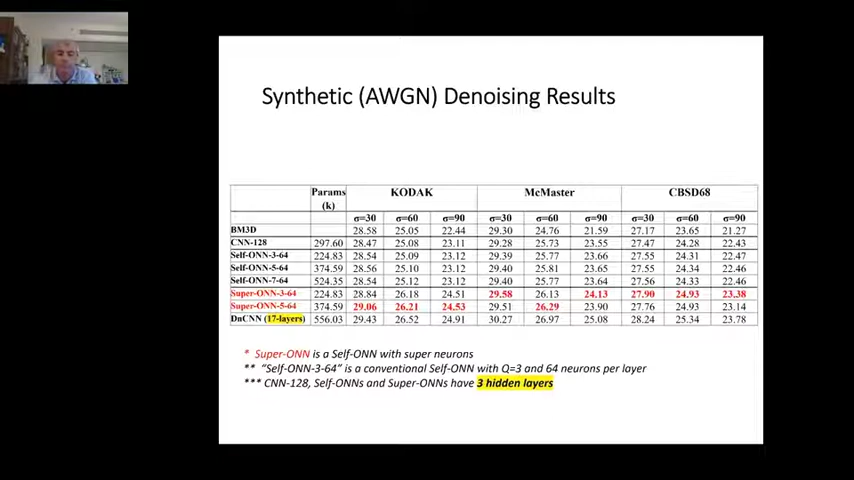 Synthetic (AWGN) Denoising Results
Params (k) KODAK McMaster CBSD68
σ=30 σ=60 σ=90 σ=30 σ=60 σ=90 σ=30 σ=60 σ=90
BM3D 28.58 25.05 22.44 29.30 24.76 21.59 27.17 23.65 21.27
CNN-128 297.60 28.47 25.08 23.11 29.28 25.73 23.55 27.47 24.28 22.43
Self-ONN-3-64 224.83 28.54 25.09 23.12 29.39 25.77 23.66 27.55 24.31 22.47
Self-ONN-5-64 374.59 28.56 25.10 23.12 29.40 25.81 23.65 27.55 24.32 22.46
Self-ONN-7-64 524.35 28.54 25.12 23.12 29.40 25.77 23.64 27.56 24.33 22.46
Super-ONN-3-64 224.83 28.84 26.18 24.51 29.58 26.13 24.13 27.90 24.93 23.38
Super-ONN-5-64 374.59 29.06 26.21 24.53 29.51 26.29 23.90 27.76 24.93 23.14
DnCNN (17-layers) 556.03 29.43 26.52 24.91 30.27 26.97 25.08 28.24 25.34 23.78
* Super-ONN is a Self-ONN with super neurons
** "Self-ONN-3-64" is a conventional Self-ONN with Q=3 and 64 neurons per layer
*** CNN-128, Self-ONNs and Super-ONNs have 3 hidden layers